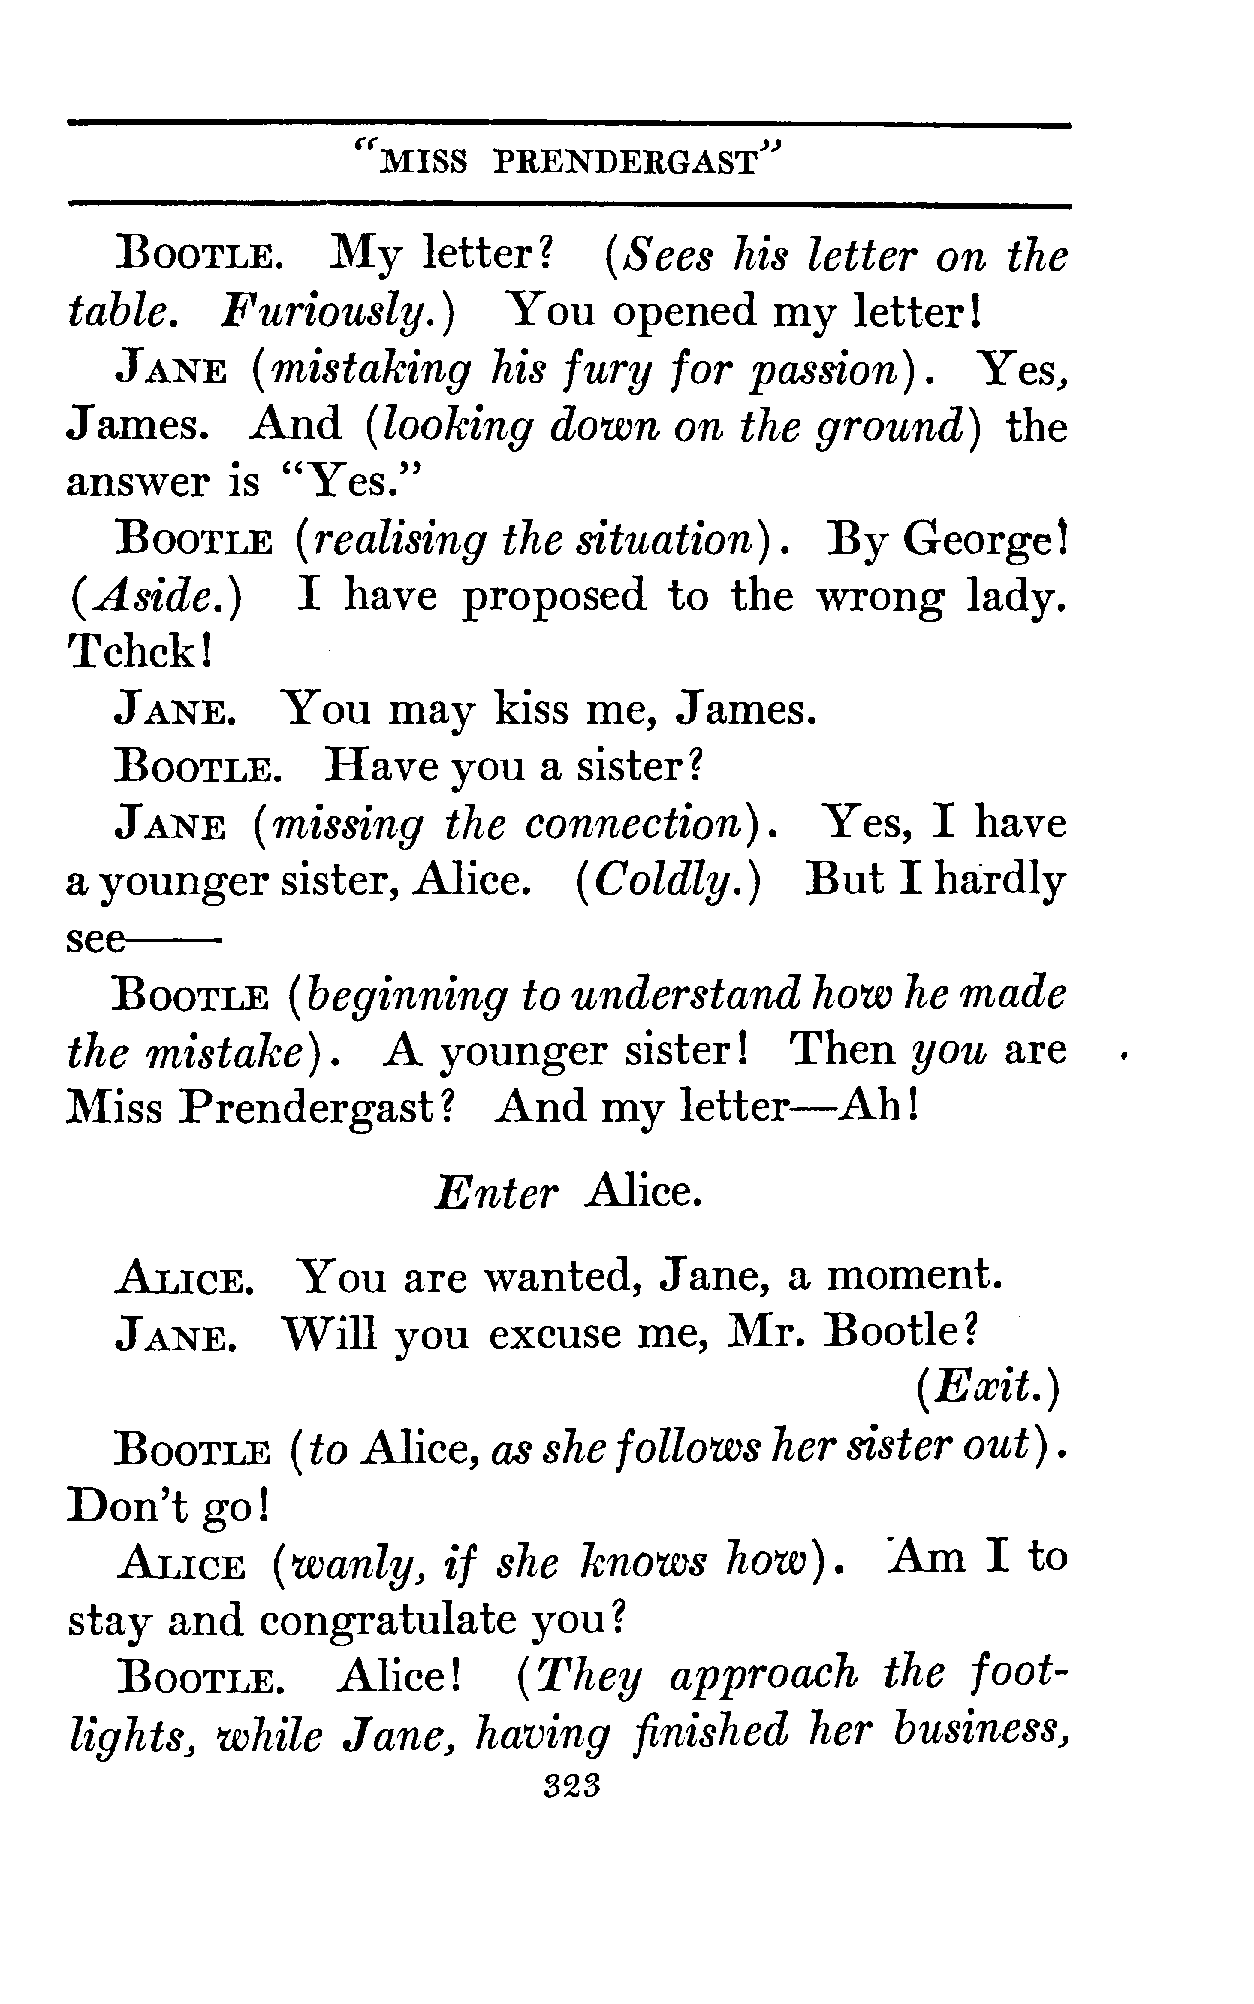 "MISS PRENDERGAST"
BOOTLE. My letter? (Sees his letter on the
table. Furiously.) You opened my letter!
JANE (mistaking his fury for passion). Yes,
James. And (looking down on the ground) the
answer is "Yes."
BOOTLE (realising the situation). By George!
(Aside.) I have proposed to the wrong lady.
Tchck!
JANE. You may kiss me, James.
BOOTLE. Have you a sister?
JANE (missing the connection). Yes, I have
a younger sister, Alice. (Coldly.) But I hardly
see——
BOOTLE (beginning to understand how he made
the mistake). A younger sister! Then you are
Miss Prendergast? And my letter—Ah!
Enter Alice.
ALICE. You are wanted, Jane, a moment.
JANE. Will you excuse me, Mr. Bootle?
(Exit.)
BOOTLE (to Alice, as she follows her sister out).
Don't go!
ALICE (wanly, if she knows how). Am I to
stay and congratulate you?
BOOTLE. Alice! (They approach the foot-
lights, while Jane, having finished her business,
323